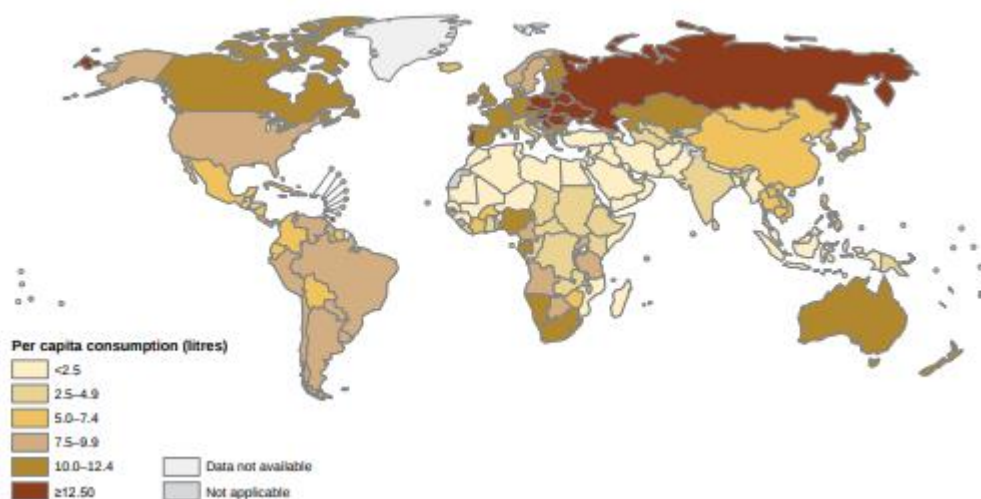 Per capita consumption (litres)
<2.5
2.5–4.9
5.0–7.4
7.5–9.9
10.0–12.4
≥12.50
Data not available
Not applicable